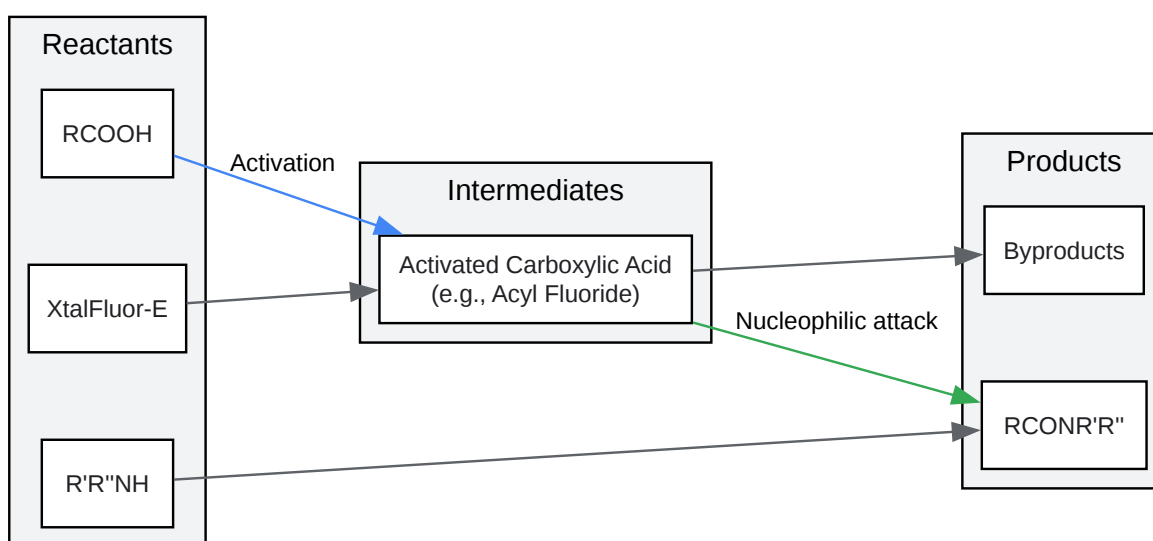 Reactants
RCOOH
XtalFluor-E
R'R''NH
Activation
Intermediates
Activated Carboxylic Acid
(e.g., Acyl Fluoride)
Nucleophilic attack
Products
Byproducts
RCONR'R''